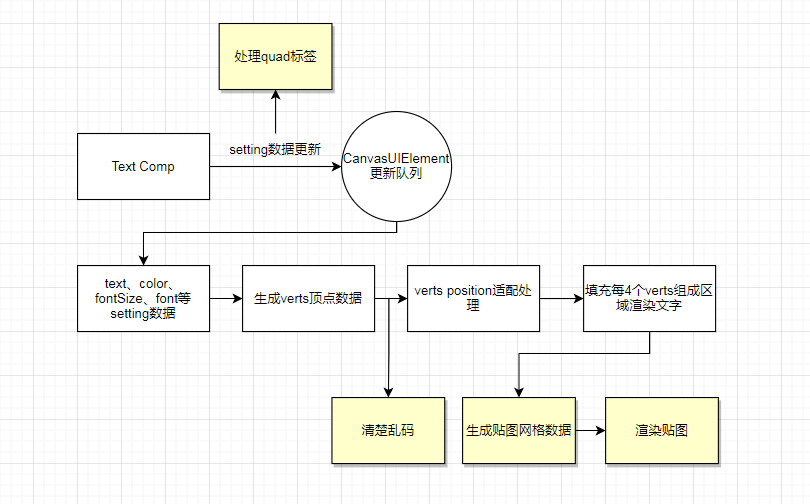 处理quad标签
setting数据更新
Text Comp
CanvasUIElement
更新队列
text、color、
fontSize、font等
setting数据
生成verts顶点数据
verts position适配处
理
填充每4个verts组成区
域渲染文字
清楚乱码
生成贴图网格数据
渲染贴图